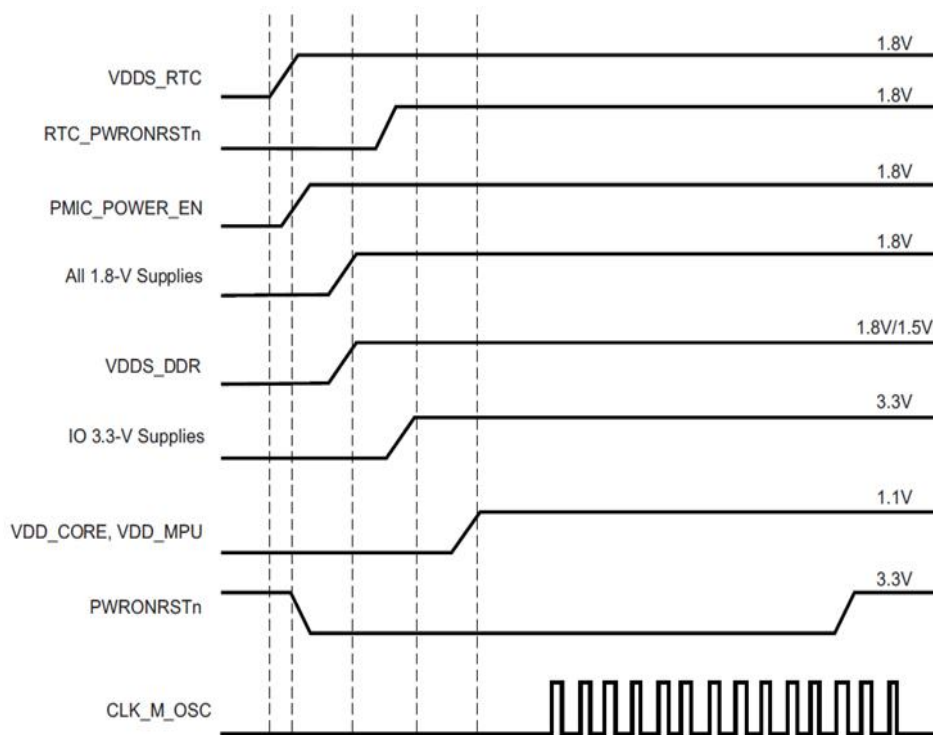 1.8V
VDDS_RTC
1.8V
RTC_PWRONRSTn
1.8V
PMIC_POWER_EN
1.8V
All 1.8-V Supplies
1.8V/1.5V
VDDS_DDR
3.3V
IO 3.3-V Supplies
1.1V
VDD_CORE, VDD_MPU
3.3V
PWRONRSTn
CLK_M_OSC